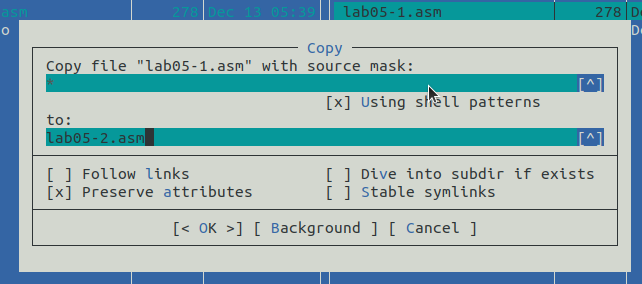 asm 278 Dec 13 05:39 lab05-1.asm 278 D
o D
Copy
Copy file "lab05-1.asm" with source mask:
* [^]
[x] Using shell patterns
to:
lab05-2.asm [^]
[ ] Follow links [ ] Dive into subdir if exists
[x] Preserve attributes [ ] Stable symlinks
[< OK >] [ Background ] [ Cancel ]